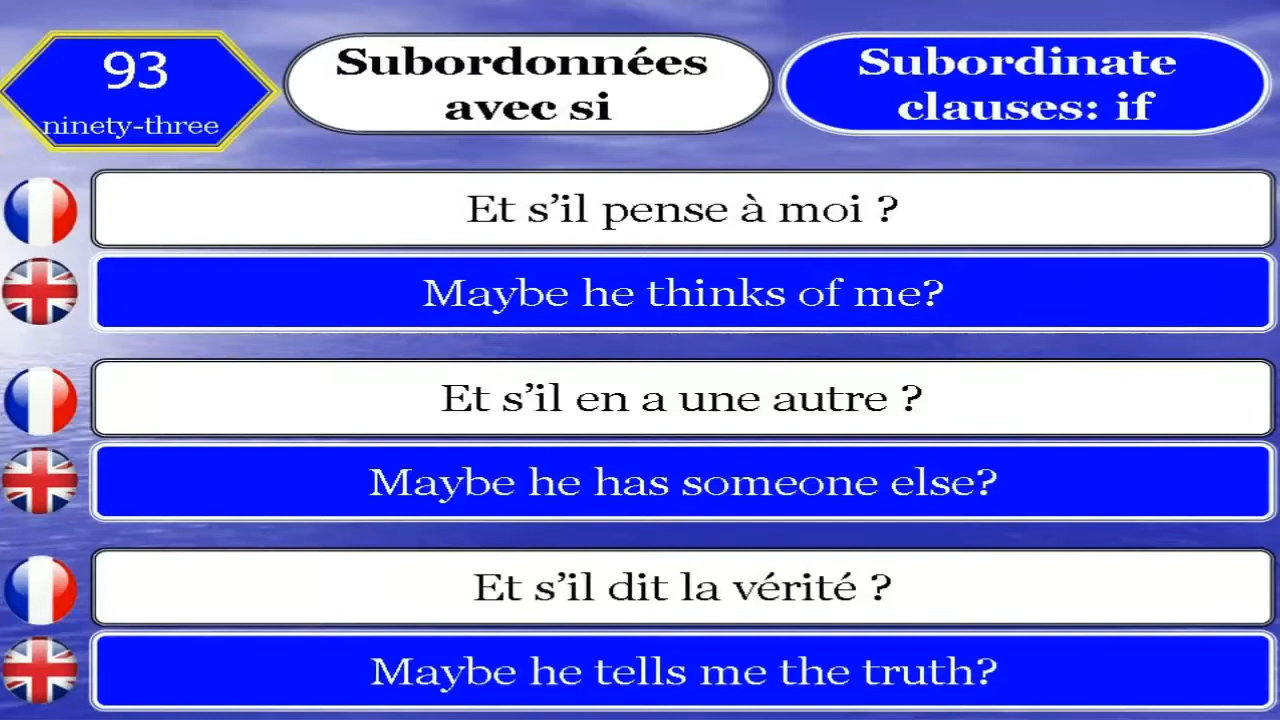 93
ninety-three
Subordonnées
avec si
Subordinate
clauses: if
Et s’il pense à moi ?
Maybe he thinks of me?
Et s’il en a une autre ?
Maybe he has someone else?
Et s’il dit la vérité ?
Maybe he tells me the truth?